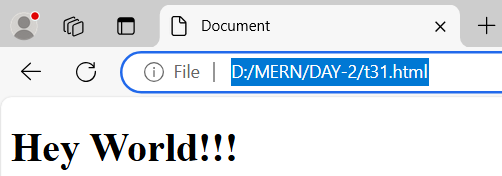 Document
File
D:/MERN/DAY-2/t31.html
Hey World!!!